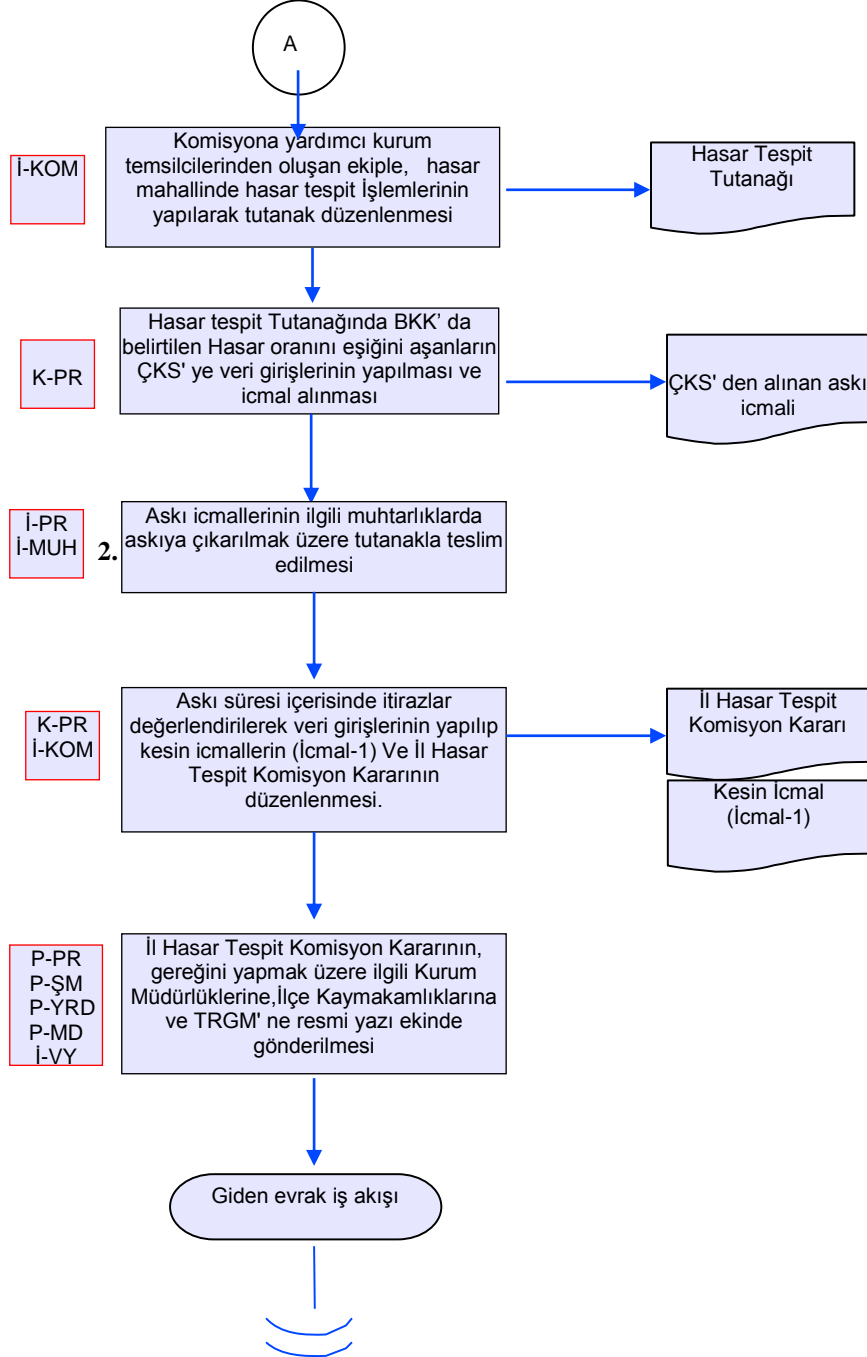 A
İ-KOM
Komisyona yardımcı kurum
temsilcilerinden oluşan ekiple, hasar
mahallinde hasar tespit İşlemlerinin
yapılarak tutanak düzenlenmesi
Hasar Tespit
Tutanağı
K-PR
Hasar tespit Tutanağında BKK’ da
belirtilen Hasar oranını eşiğini aşanların
ÇKS' ye veri girişlerinin yapılması ve
icmal alınması
ÇKS' den alınan askı
icmali
İ-PR
İ-MUH
2.
Askı icmallerinin ilgili muhtarlıklarda
askıya çıkarılmak üzere tutanakla teslim
edilmesi
K-PR
İ-KOM
Askı süresi içerisinde itirazlar
değerlendirilerek veri girişlerinin yapılıp
kesin icmallerin (İcmal-1) Ve İl Hasar
Tespit Komisyon Kararının
düzenlenmesi.
İl Hasar Tespit
Komisyon Kararı
Kesin İcmal
(İcmal-1)
P-PR
P-ŞM
P-YRD
P-MD
İ-VY
İl Hasar Tespit Komisyon Kararının,
gereğini yapmak üzere ilgili Kurum
Müdürlüklerine,İlçe Kaymakamlıklarına
ve TRGM' ne resmi yazı ekinde
gönderilmesi
Giden evrak iş akışı